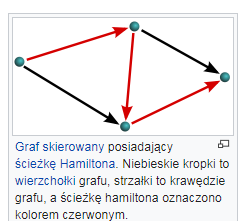 Graf skierowany posiadający
ścieżkę Hamiltona. Niebieskie kropki to
wierzchołki grafu, strzałki to krawędzie
grafu, a ścieżkę hamiltona oznaczono
kolorem czerwonym.